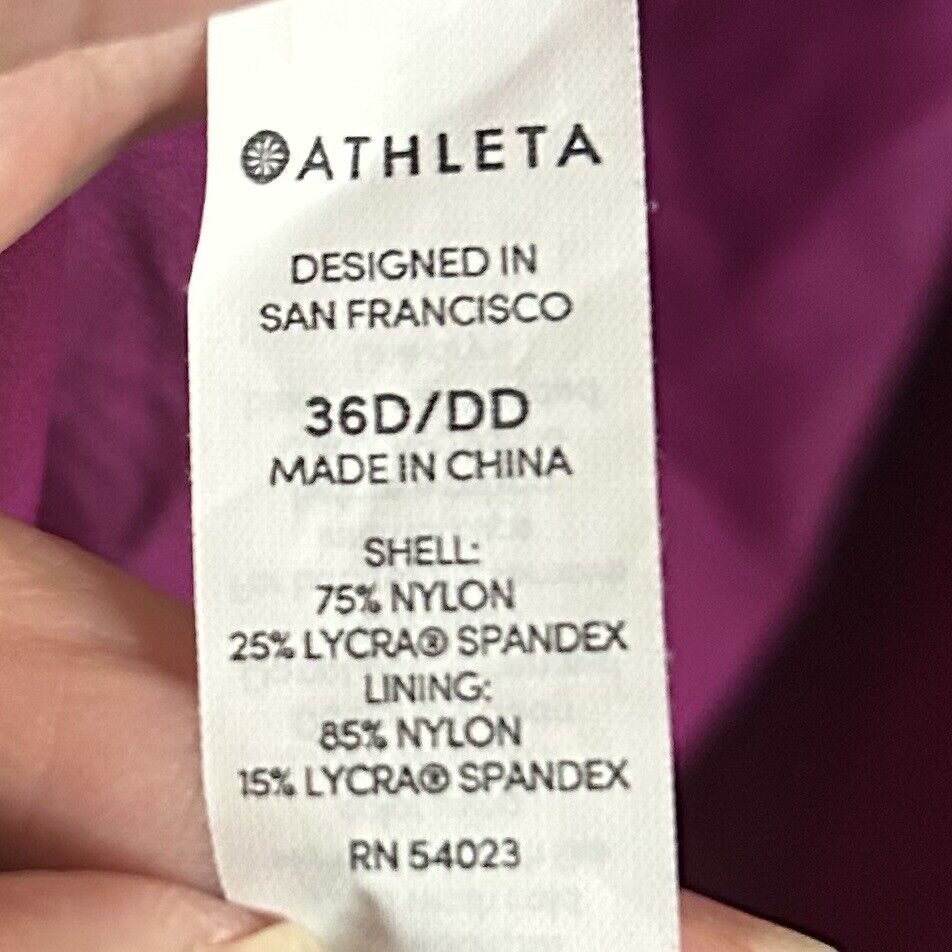 ATHLETA
DESIGNED IN
SAN FRANCISCO
36D/DD
MADE IN CHINA
SHELL:
75% NYLON
25% LYCRA® SPANDEX
LINING:
85% NYLON
15% LYCRA® SPANDEX
RN 54023